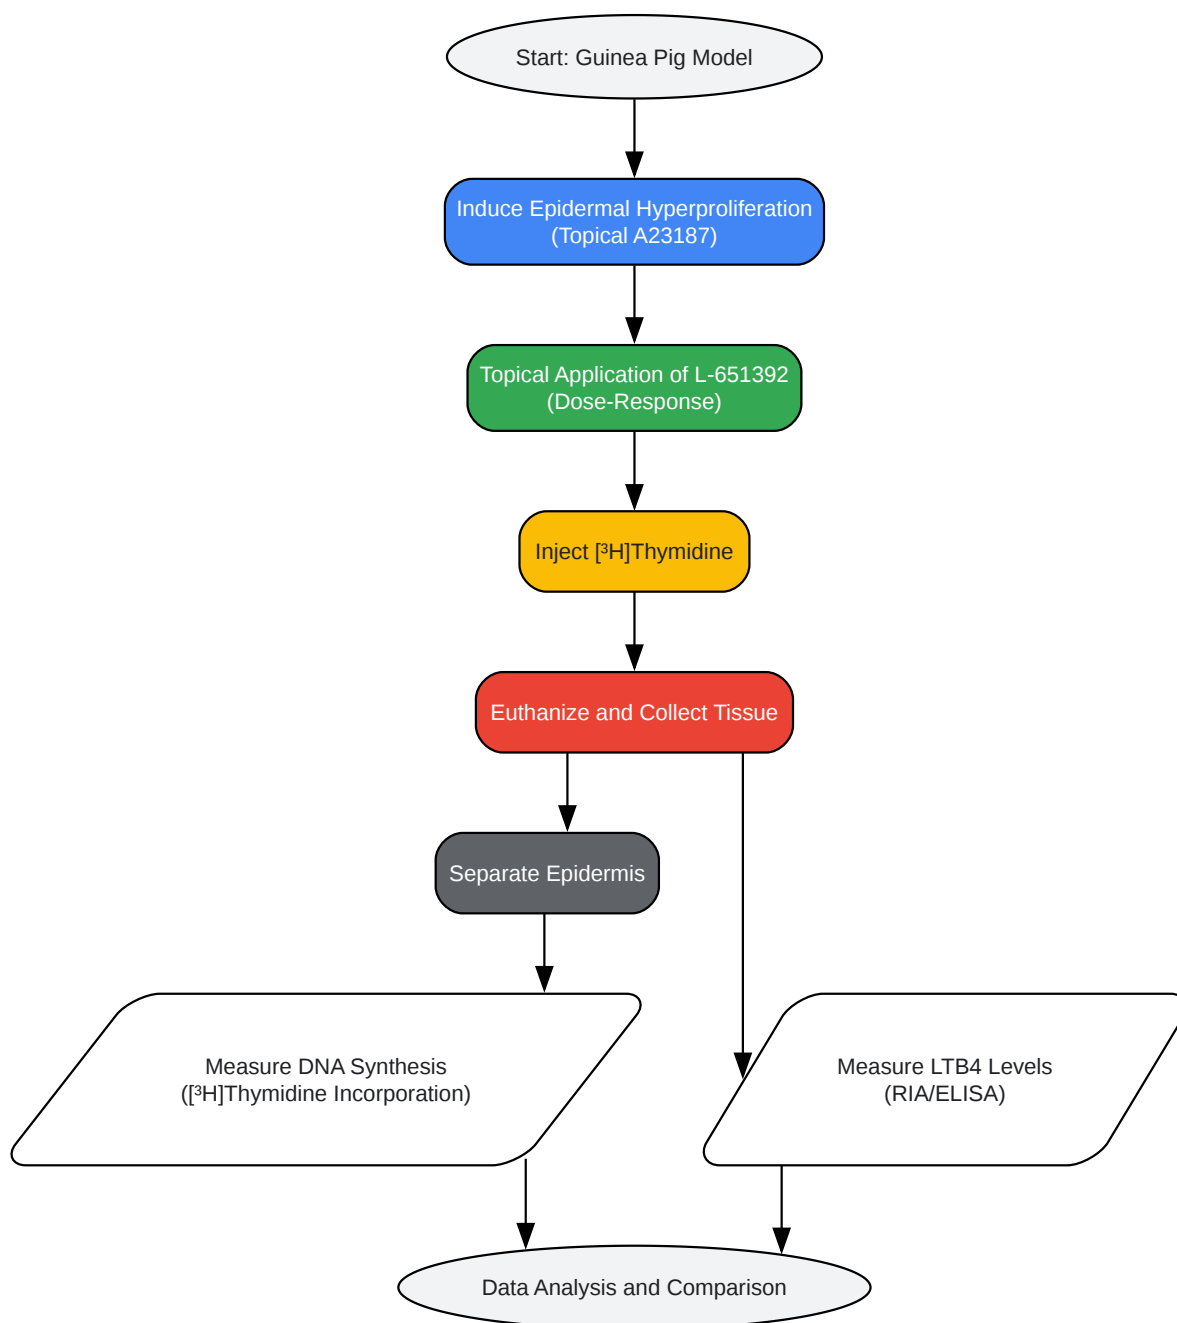 Start: Guinea Pig Model
Induce Epidermal Hyperproliferation
(Topical A23187)
Topical Application of L-651392
(Dose-Response)
Inject [³H]Thymidine
Euthanize and Collect Tissue
Separate Epidermis
Measure DNA Synthesis
([³H]Thymidine Incorporation)
Measure LTB4 Levels
(RIA/ELISA)
Data Analysis and Comparison